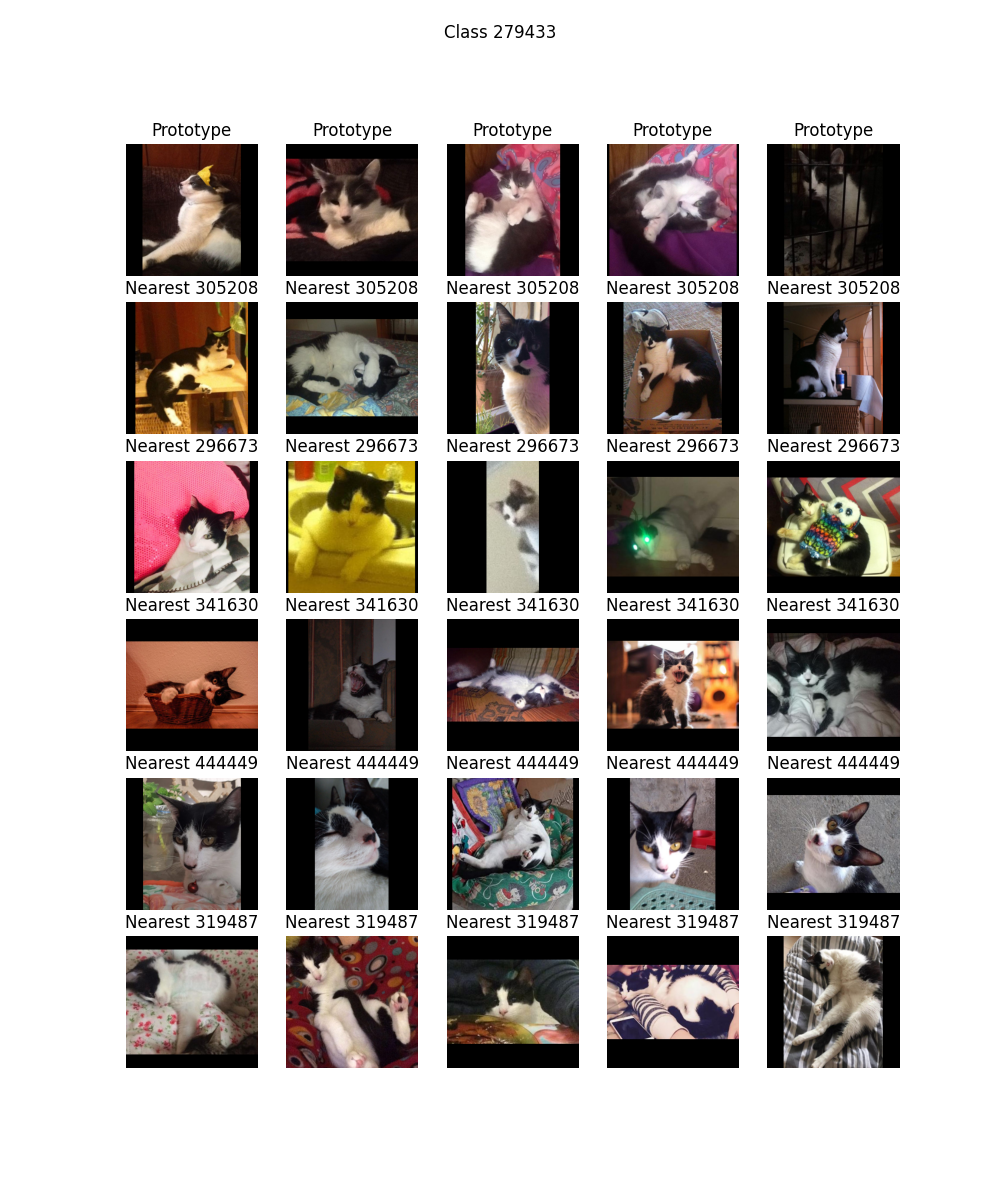 Class 279433
Prototype Prototype Prototype Prototype Prototype
Nearest 305208 Nearest 305208 Nearest 305208 Nearest 305208 Nearest 305208
Nearest 296673 Nearest 296673 Nearest 296673 Nearest 296673 Nearest 296673
Nearest 341630 Nearest 341630 Nearest 341630 Nearest 341630 Nearest 341630
Nearest 444449 Nearest 444449 Nearest 444449 Nearest 444449 Nearest 444449
Nearest 319487 Nearest 319487 Nearest 319487 Nearest 319487 Nearest 319487